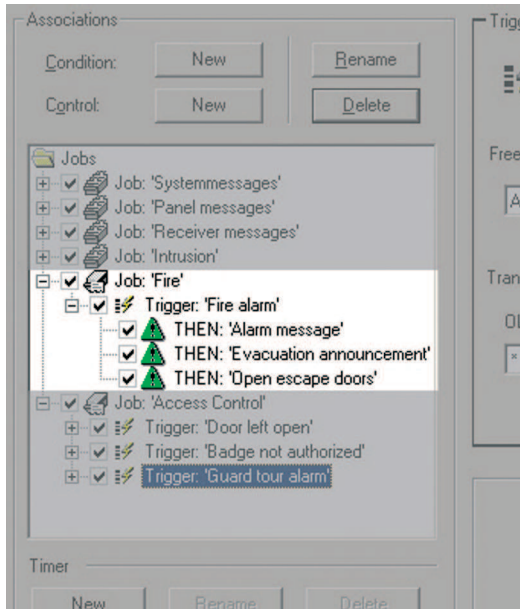 Associations
Trig
Condition:
New
Rename
Control:
New
Delete
Jobs
Free
Job: 'Systemmessages'
Job: 'Panel messages'
A
Job: 'Receiver messages'
Job: 'Intrusion'
Job: 'Fire'
Tran
Trigger: 'Fire alarm'
THEN: 'Alarm message'
THEN: 'Evacuation announcement'
THEN: 'Open escape doors'
Job: 'Access Control'
Trigger: 'Door left open'
Trigger: 'Badge not authorized'
Trigger: 'Guard tour alarm'
Timer
New
Rename
Delete